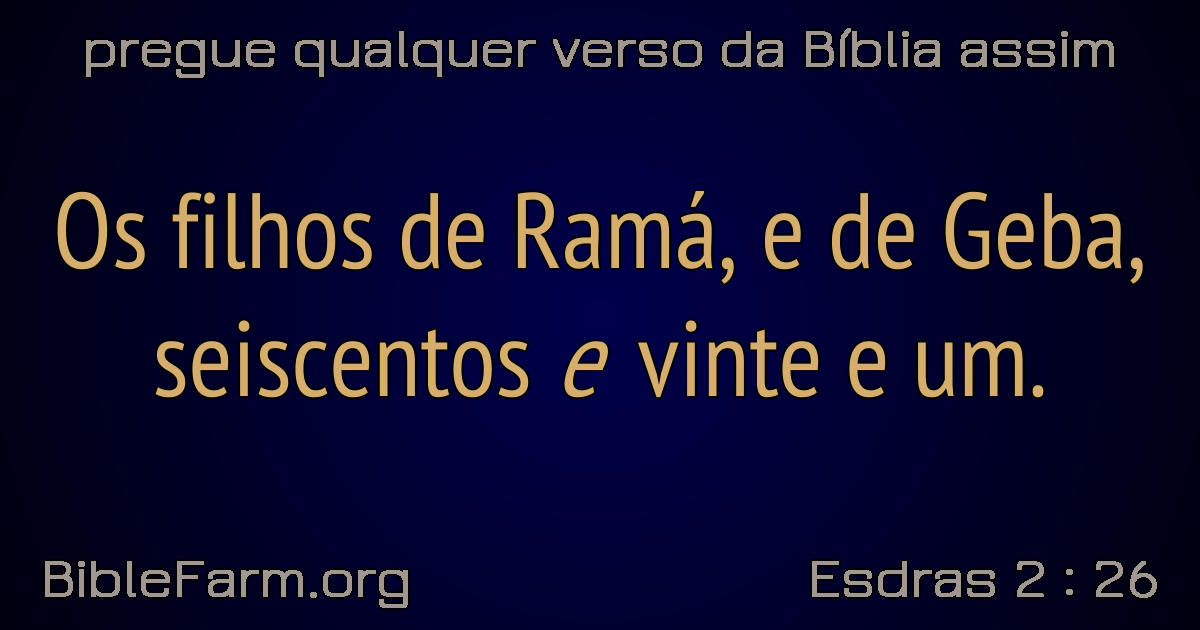 pregue qualquer verso da Bíblia assim
Os filhos de Ramá, e de Geba,
seiscentos e vinte e um.
BibleFarm.org
Esdras 2 : 26